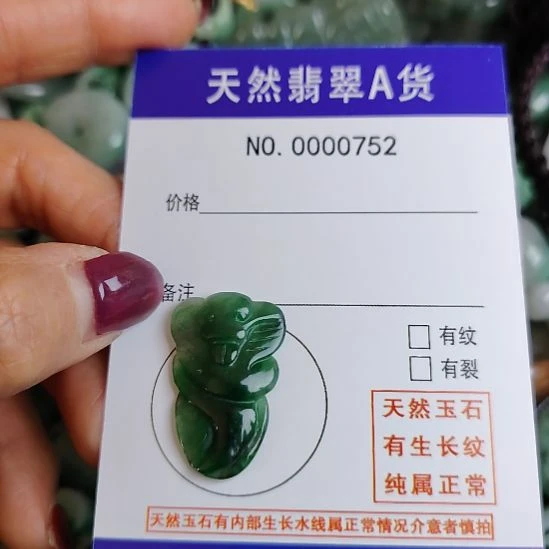 天然翡翠A货
NO.0000752
价格
备注
有纹
有裂
天然玉石
有生长纹
纯属正常
天然玉石有内部生长水线属正常情况介意者慎拍